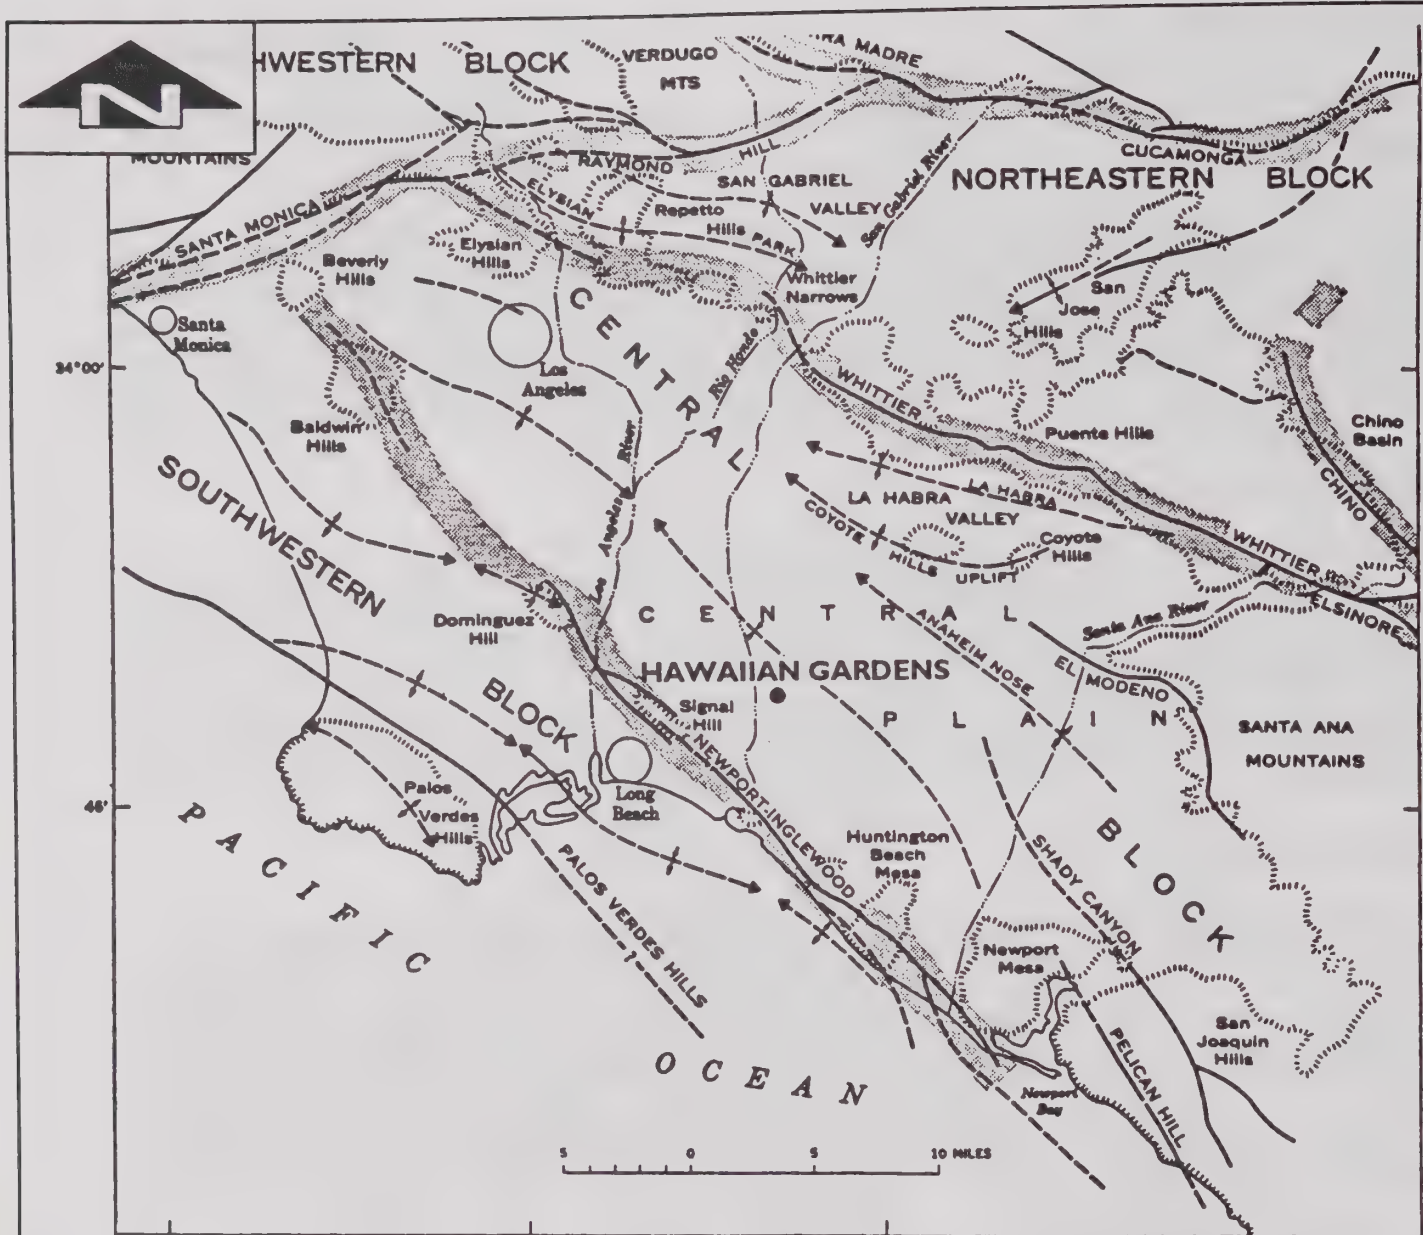 N
HWESTERN BLOCK
VERDUGO
MTS
RA MADRE
MOUNTAINS
RAYMOND
HILL
CUCAMONGA
SAN GABRIEL
VALLEY
San Gabriel River
NORTHEASTERN BLOCK
SANTA MONICA
ELYSIAN
PARK
Repetto
Hills
Elysian
Hills
Beverly
Hills
Whittier
Narrows
San
Jose
Hills
Santa
Monica
Los
Angeles
CENTRAL
Rio Hondo
34°00'
WHITTIER
Chino
Basin
Baldwin
Hills
Puente Hills
CHINO
SOUTHWESTERN
Los Angeles River
LA HABRA
VALLEY
LA HABRA
COYOTE HILLS UPLIFT
Coyote
Hills
WHITTIER
ELSINORE
Dominguez
Hill
CENTRAL
ANAHEIM NOSE
Santa Ana River
HAWAIIAN GARDENS
EL MODENO
BLOCK
Signal
Hill
PLAIN
SANTA ANA
MOUNTAINS
NEWPORT-INGLEWOOD
Palos
Verdes
Hills
Long
Beach
45'
PACIFIC
Huntington
Beach
Mesa
SHADY CANYON
BLOCK
PALOS VERDES HILLS
?
Newport
Mesa
San
Joaquin
Hills
PELICAN HILL
OCEAN
Newport
Bay
5 0 5 10 MILES